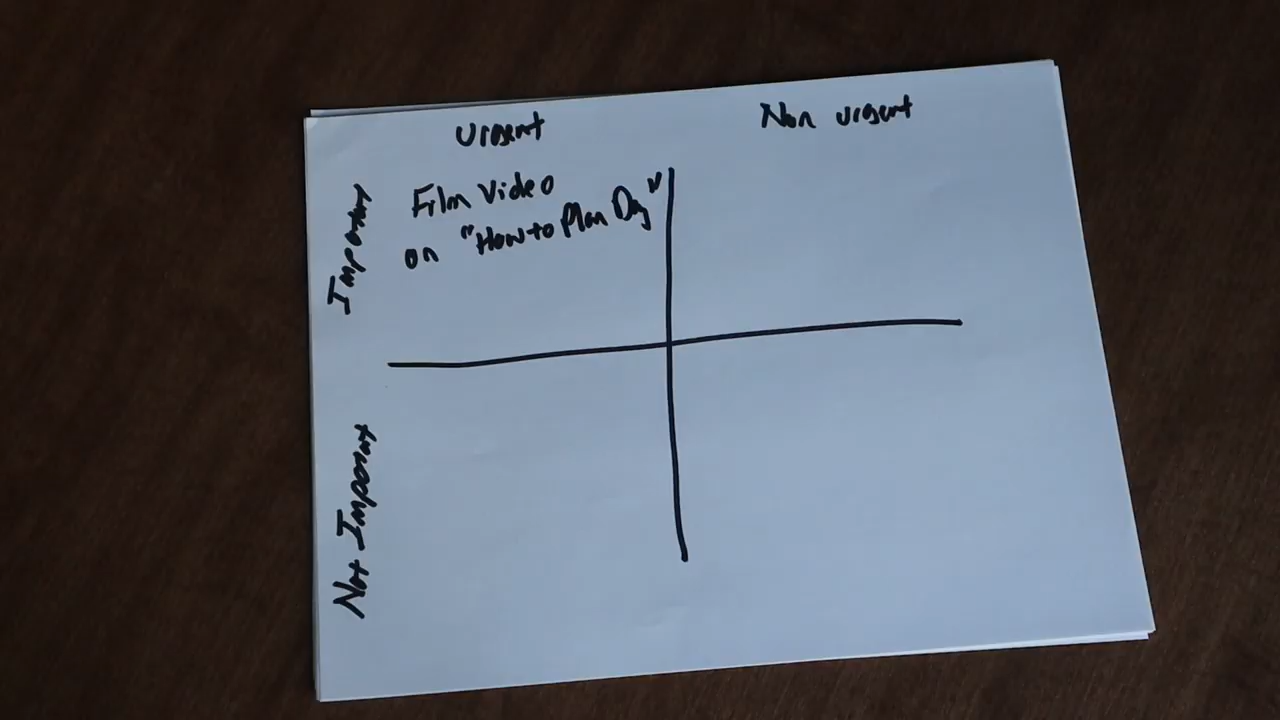 Urgent
Non urgent
Important
Film Video
on "How to Plan Day"
Not Important